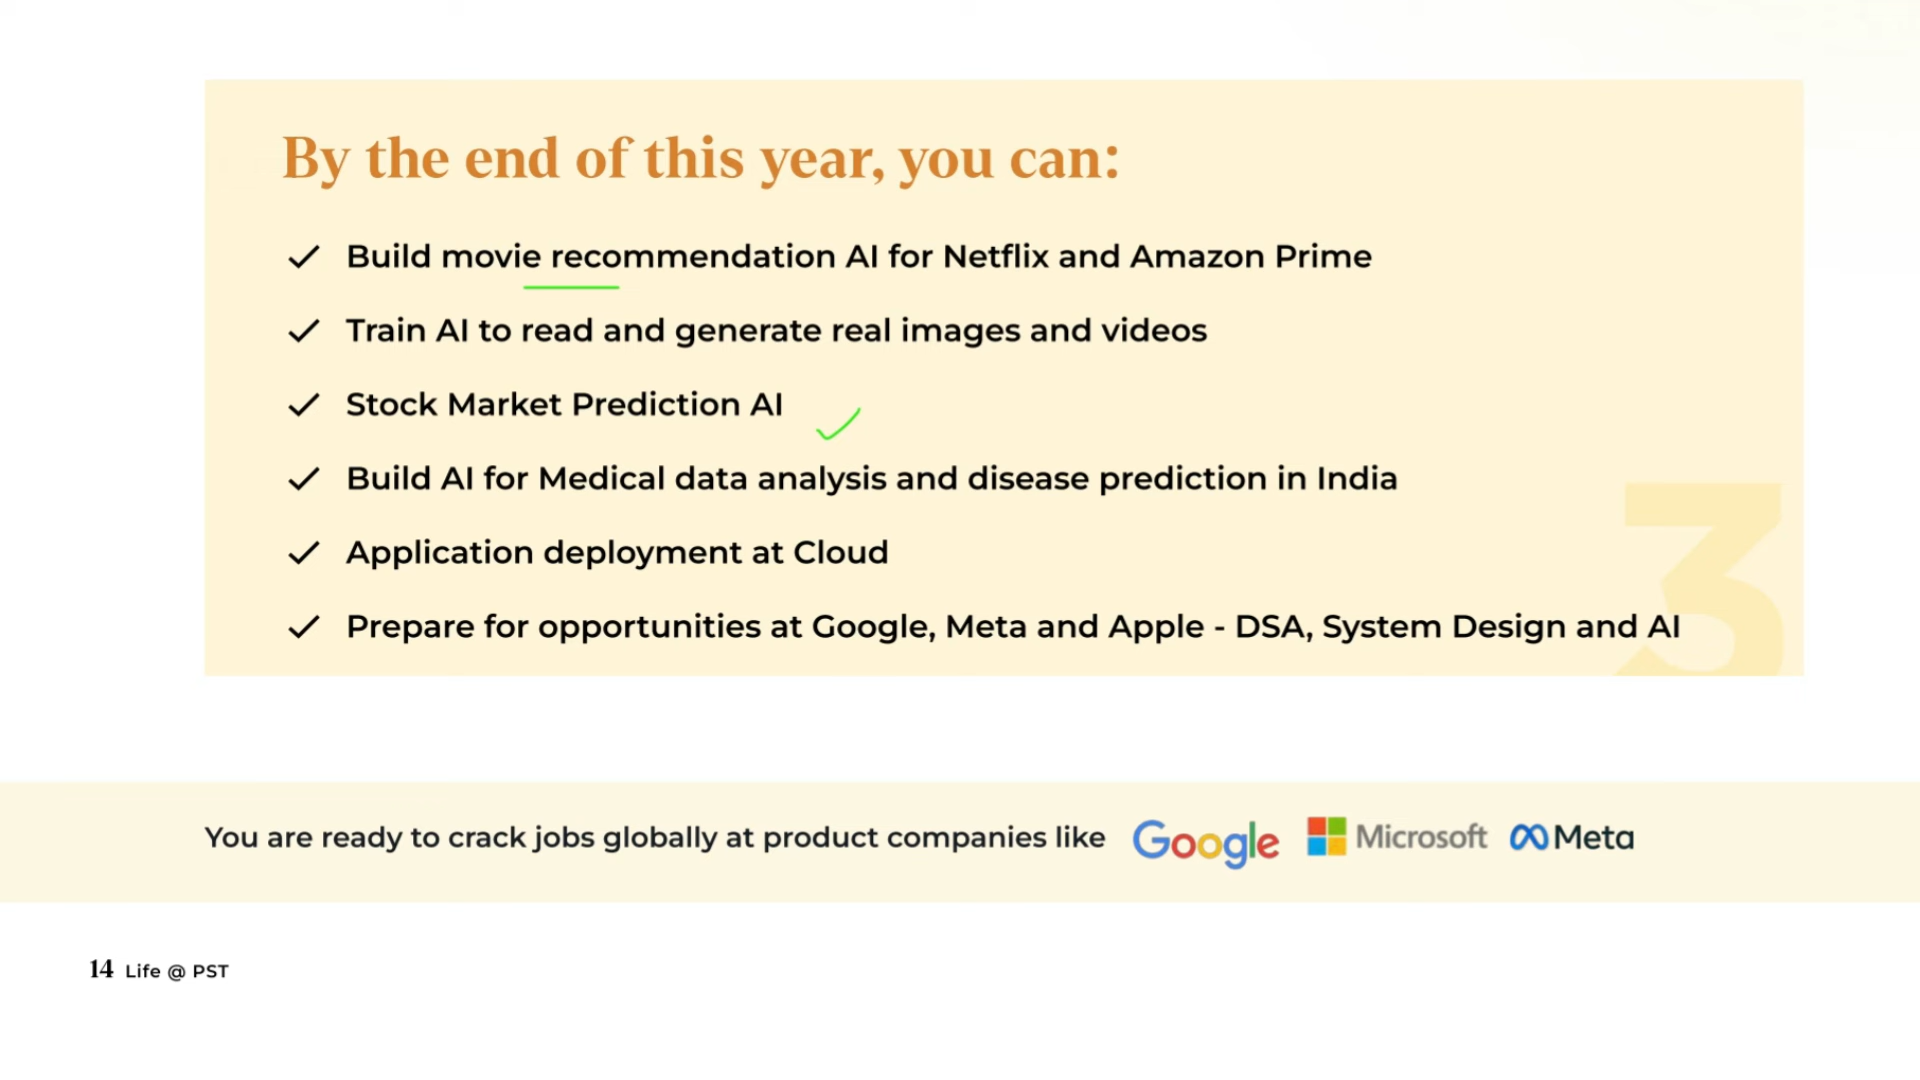 By the end of this year, you can:
Build movie recommendation AI for Netflix and Amazon Prime
Train AI to read and generate real images and videos
Stock Market Prediction AI
Build AI for Medical data analysis and disease prediction in India
Application deployment at Cloud
Prepare for opportunities at Google, Meta and Apple - DSA, System Design and AI
3
You are ready to crack jobs globally at product companies like Google Microsoft Meta
14 Life @ PST